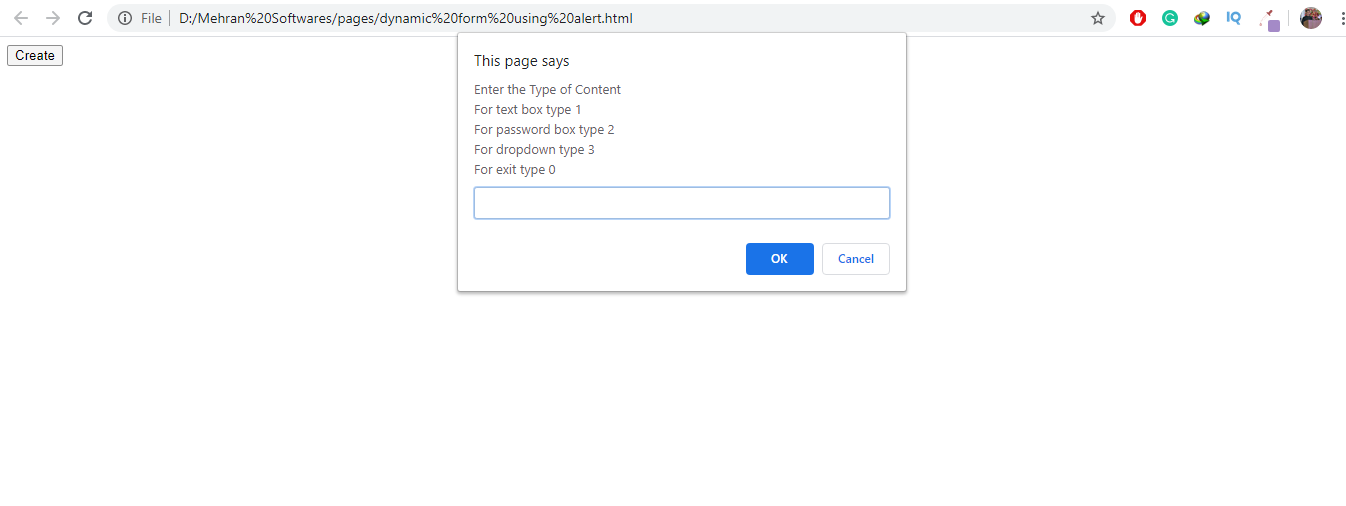 File | D:/Mehran%20Softwares/pages/dynamic%20form%20using%20alert.html
IQ
Create
This page says
Enter the Type of Content
For text box type 1
For password box type 2
For dropdown type 3
For exit type 0
OK
Cancel